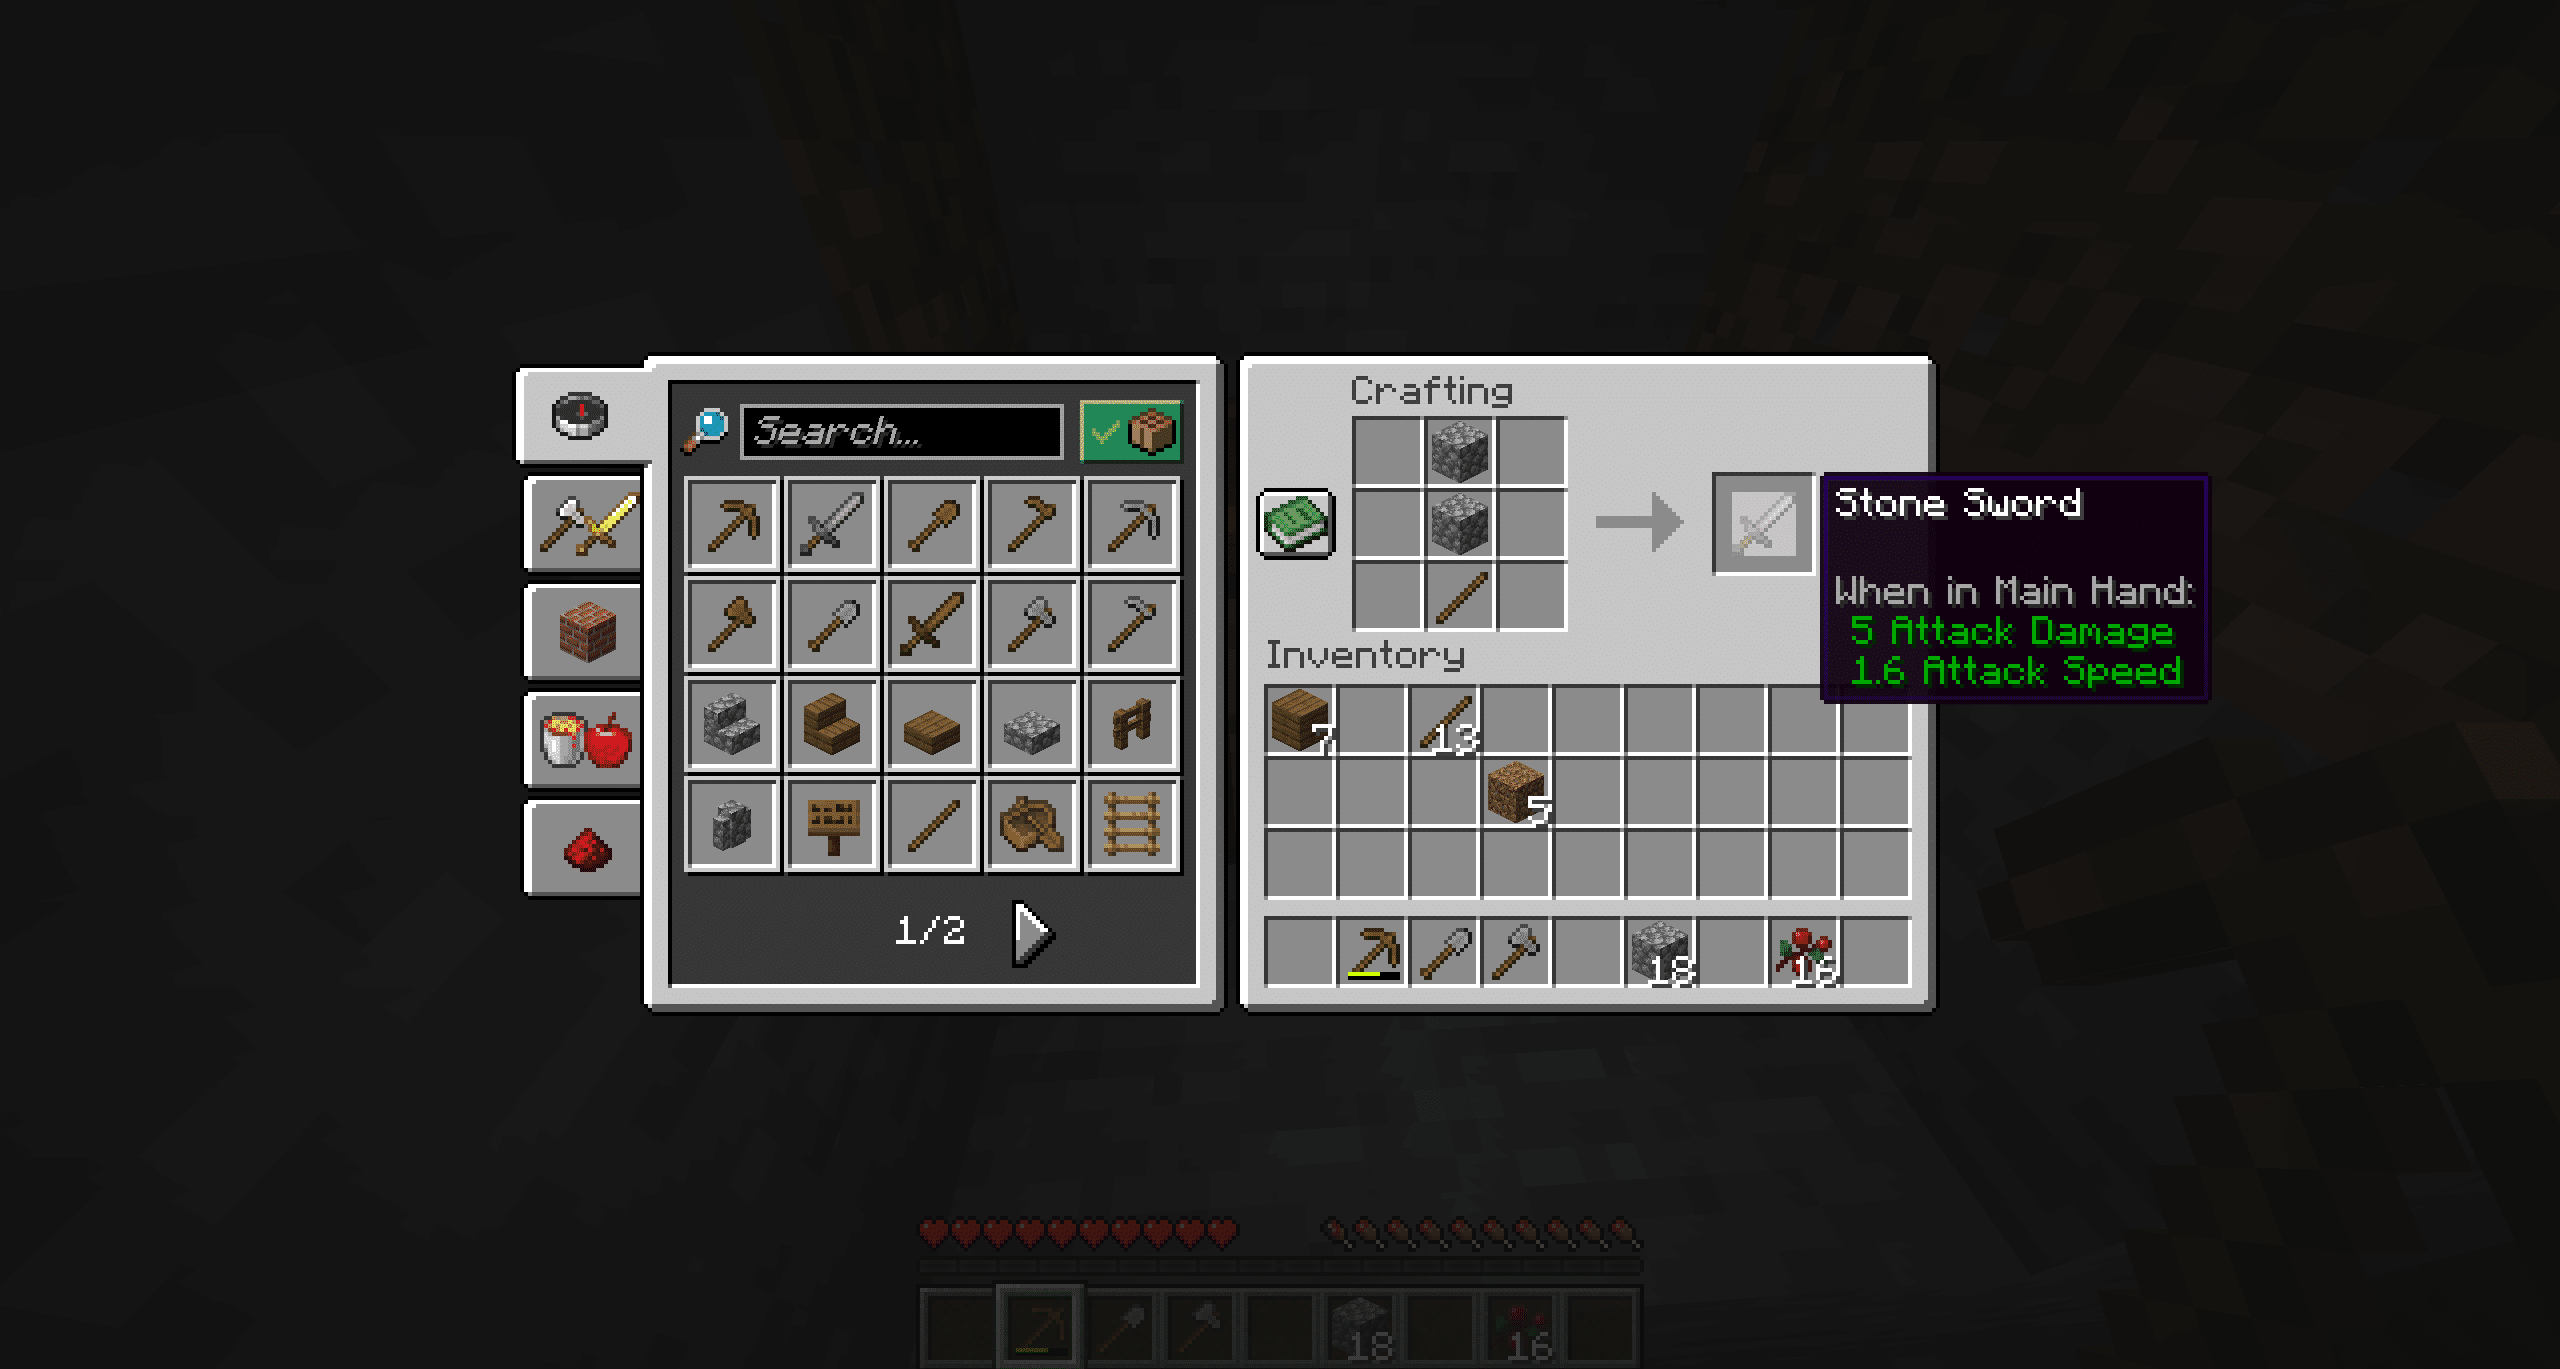 Crafting
Search...
Stone Sword
When in Main Hand:
5 Attack Damage
1.6 Attack Speed
Inventory
7
13
5
1/2
18
16
18
16